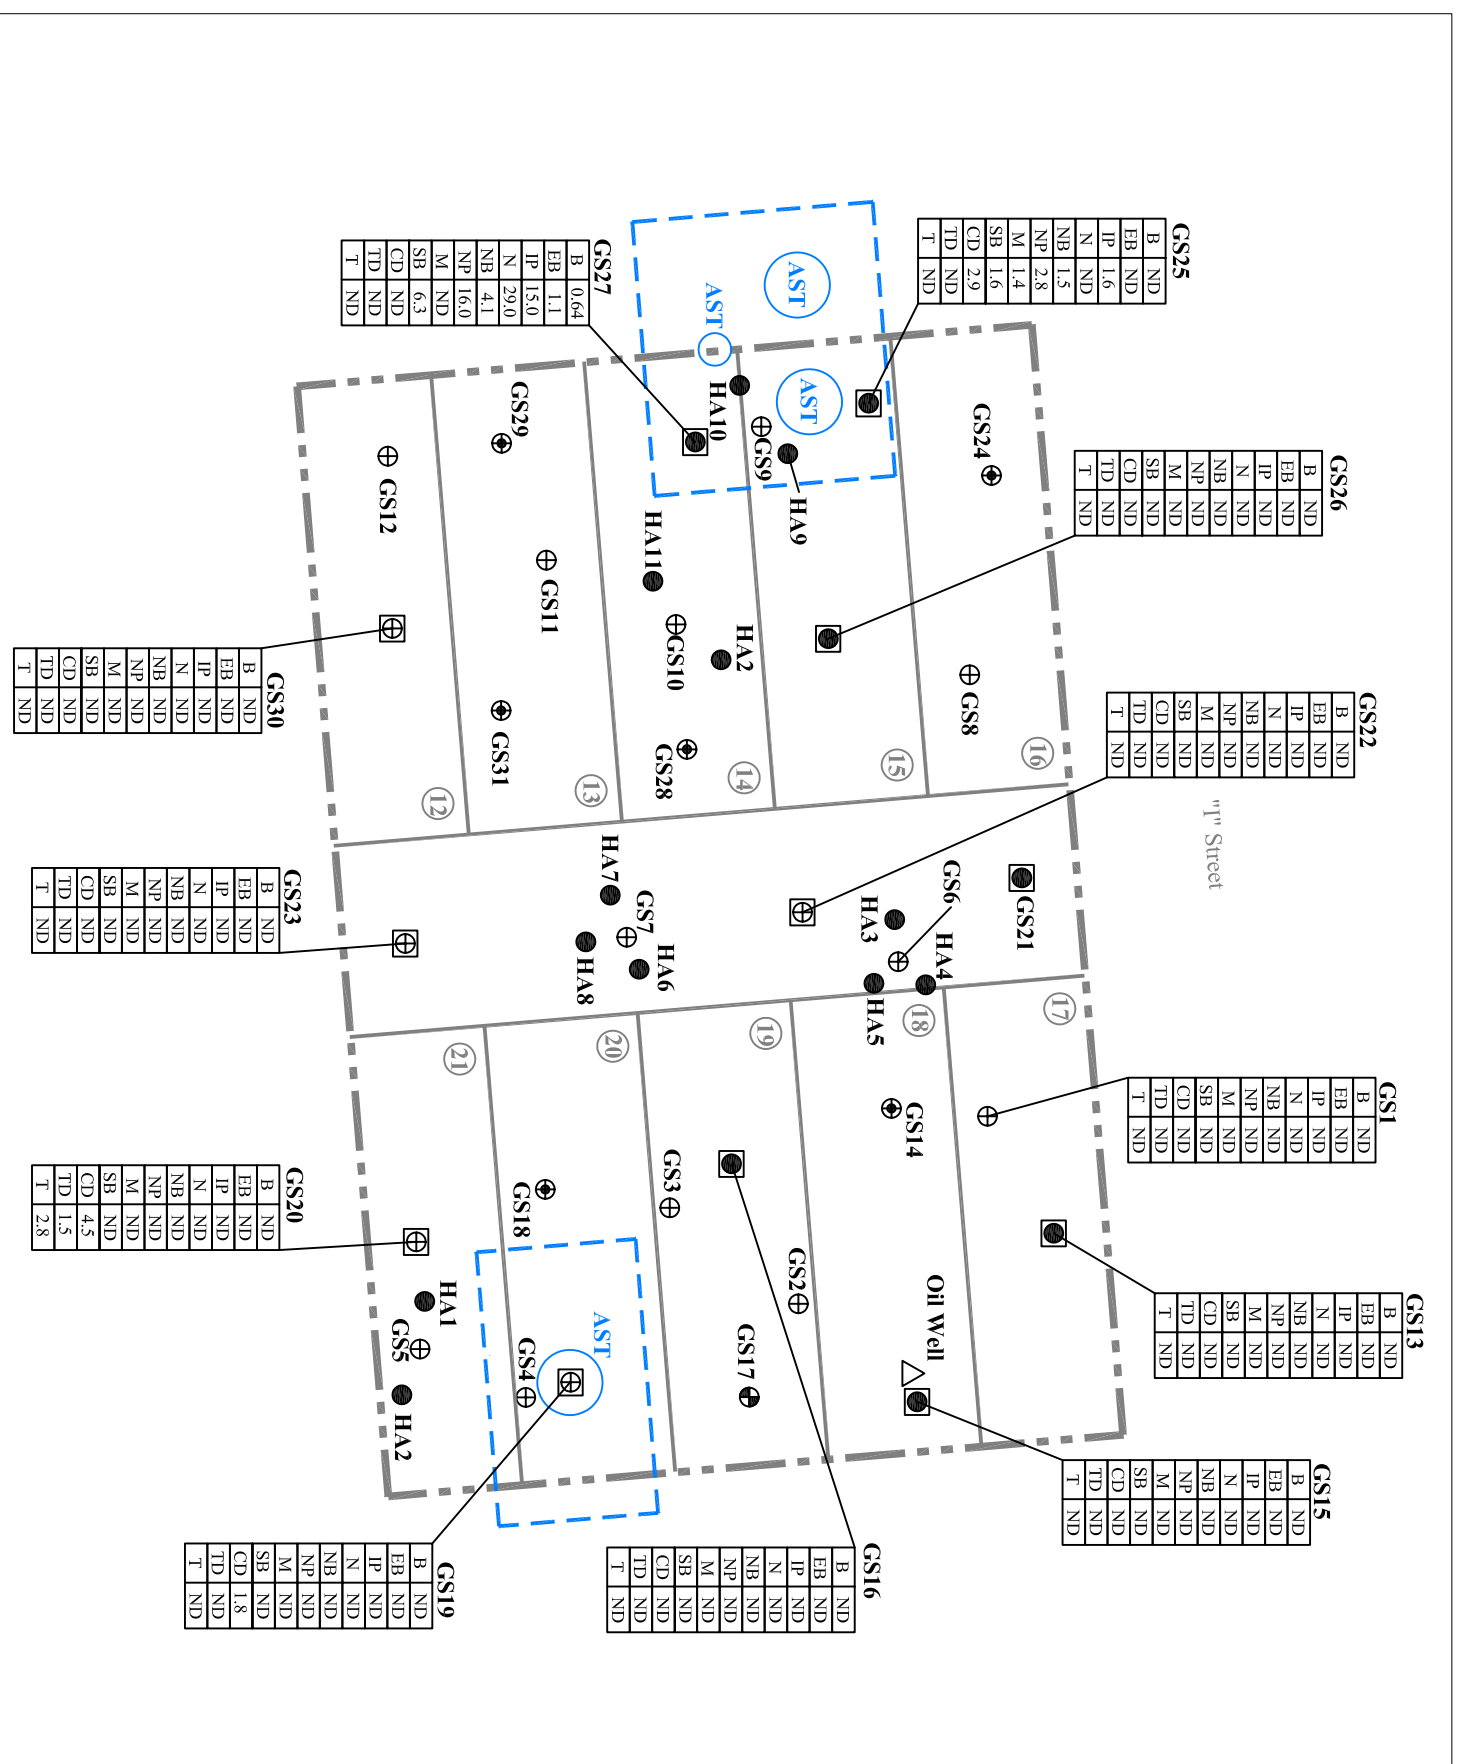 GS13
B ND
EB ND
IP ND
N ND
NB ND
NP ND
M ND
SB ND
CD ND
TD ND
T ND
GS1
B ND
EB ND
IP ND
N ND
NB ND
NP ND
M ND
SB ND
CD ND
TD ND
T ND
GS22
B ND
EB ND
IP ND
N ND
NB ND
NP ND
M ND
SB ND
CD ND
TD ND
T ND
GS26
B ND
EB ND
IP ND
N ND
NB ND
NP ND
M ND
SB ND
CD ND
TD ND
T ND
GS15
B ND
EB ND
IP ND
N ND
NB ND
NP ND
M ND
SB ND
CD ND
TD ND
T ND
"I" Street
GS25
B ND
EB ND
IP 1.6
N ND
NB 1.5
NP 2.8
M 1.4
SB 1.6
CD 2.9
TD ND
T ND
16
17
GS21
GS24
GS8
GS6
HA4
Oil Well
18
GS14
15
HA3
HA5
GS16
B ND
EB ND
IP ND
N ND
NB ND
NP ND
M ND
SB ND
CD ND
TD ND
T ND
AST
AST
HA9
GS2
GS9
19
GS17
14
HA2
HA10
AST
GS10
GS3
HA6
GS28
HA11
GS7
20
HA7
AST
GS27
B 0.64
EB 1.1
IP 15.0
N 29.0
NB 4.1
NP 16.0
M ND
SB 6.3
CD ND
TD ND
T ND
13
HA8
GS11
GS4
GS18
GS29
GS31
21
HA1
GS19
B ND
EB ND
IP ND
N ND
NB ND
NP ND
M ND
SB ND
CD 1.8
TD ND
T ND
12
HA2
GS5
GS12
GS20
B ND
EB ND
IP ND
N ND
NB ND
NP ND
M ND
SB ND
CD 4.5
TD 1.5
T 2.8
GS23
B ND
EB ND
IP ND
N ND
NB ND
NP ND
M ND
SB ND
CD ND
TD ND
T ND
GS30
B ND
EB ND
IP ND
N ND
NB ND
NP ND
M ND
SB ND
CD ND
TD ND
T ND